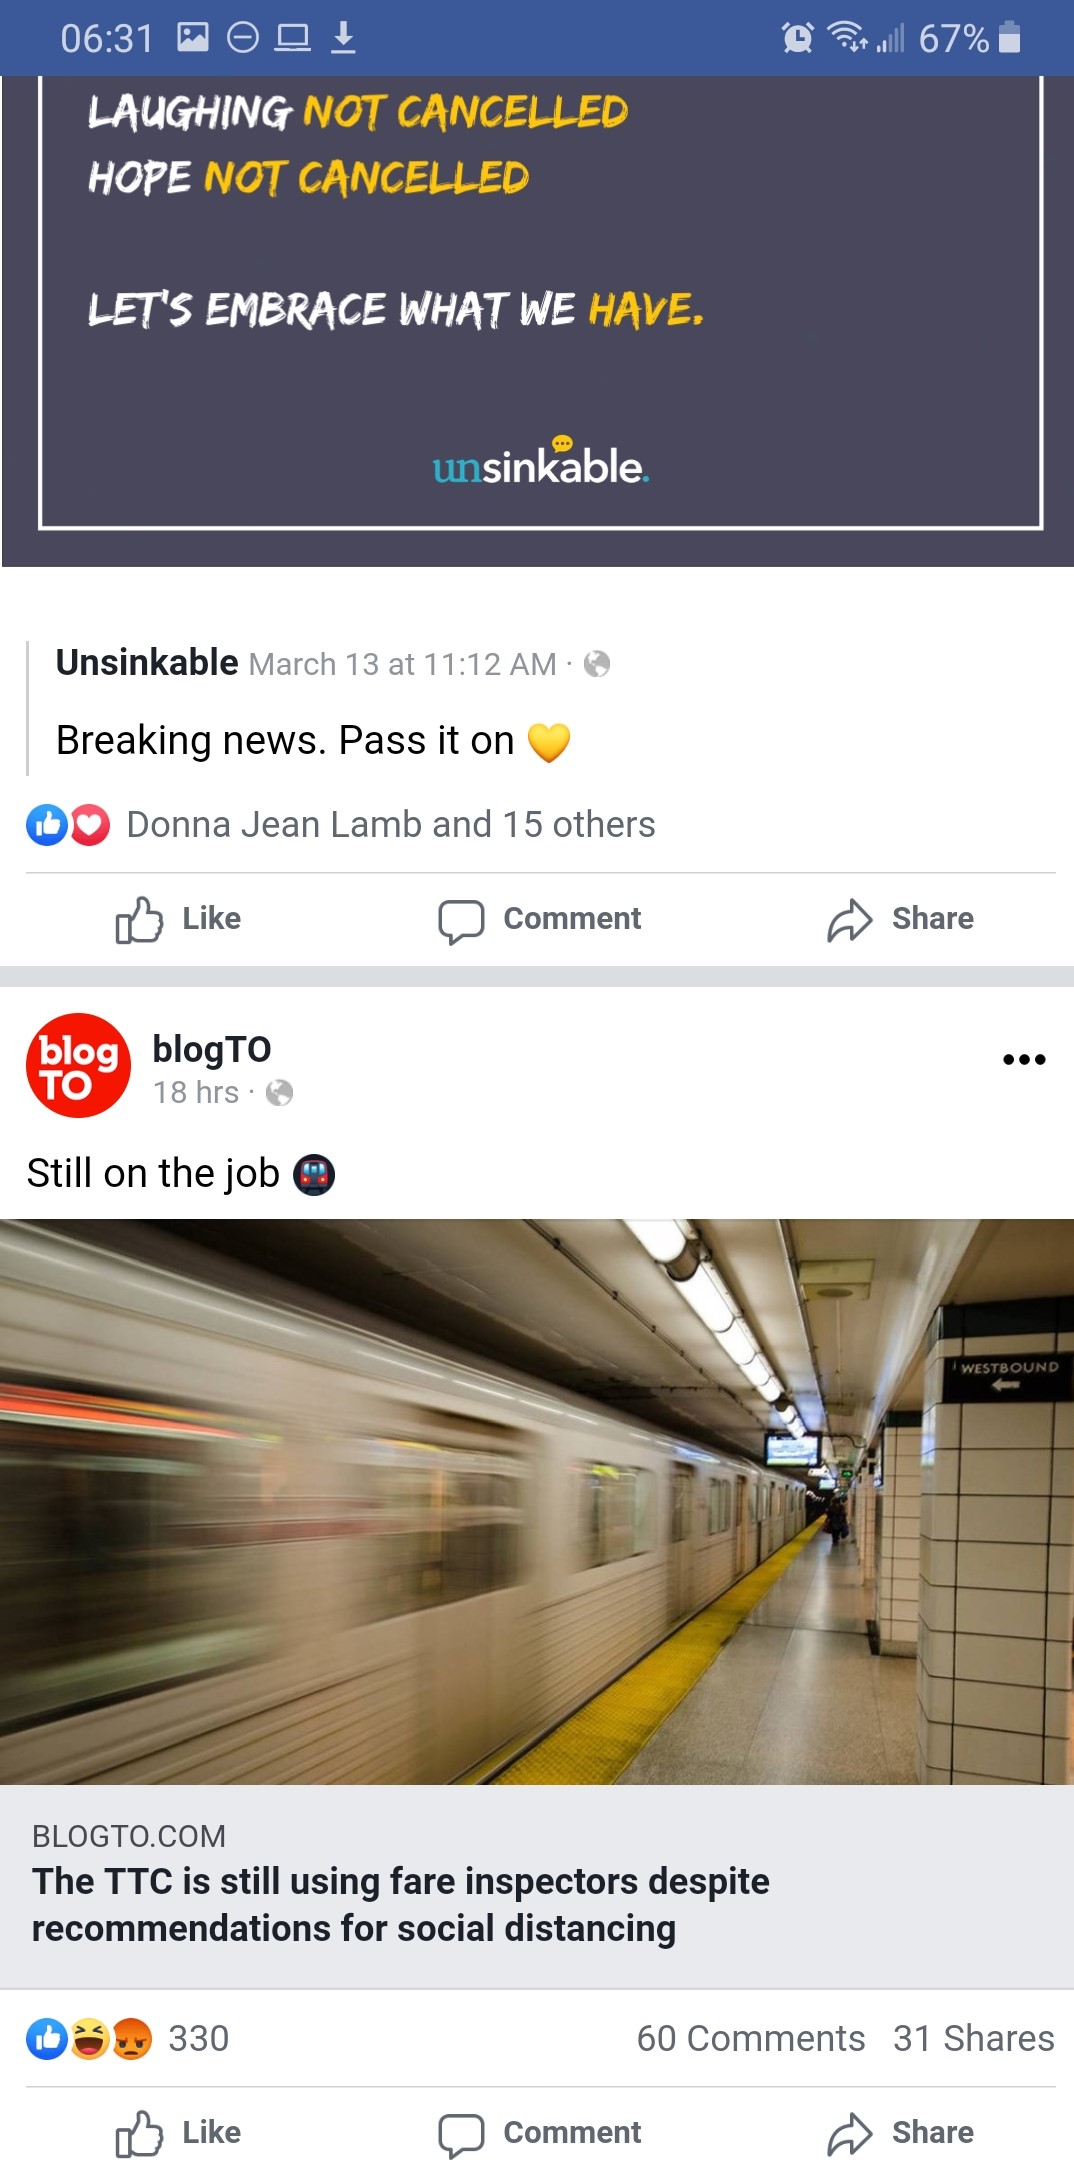 06:31 67%
LAUGHING NOT CANCELLED
HOPE NOT CANCELLED
LET'S EMBRACE WHAT WE HAVE.
unsinkable.
Unsinkable March 13 at 11:12 AM ·
Breaking news. Pass it on 💛
Donna Jean Lamb and 15 others
Like Comment Share
blog
TO
blogTO
18 hrs ·
Still on the job 🚇
WESTBOUND
BLOGTO.COM
The TTC is still using fare inspectors despite
recommendations for social distancing
330 60 Comments 31 Shares
Like Comment Share